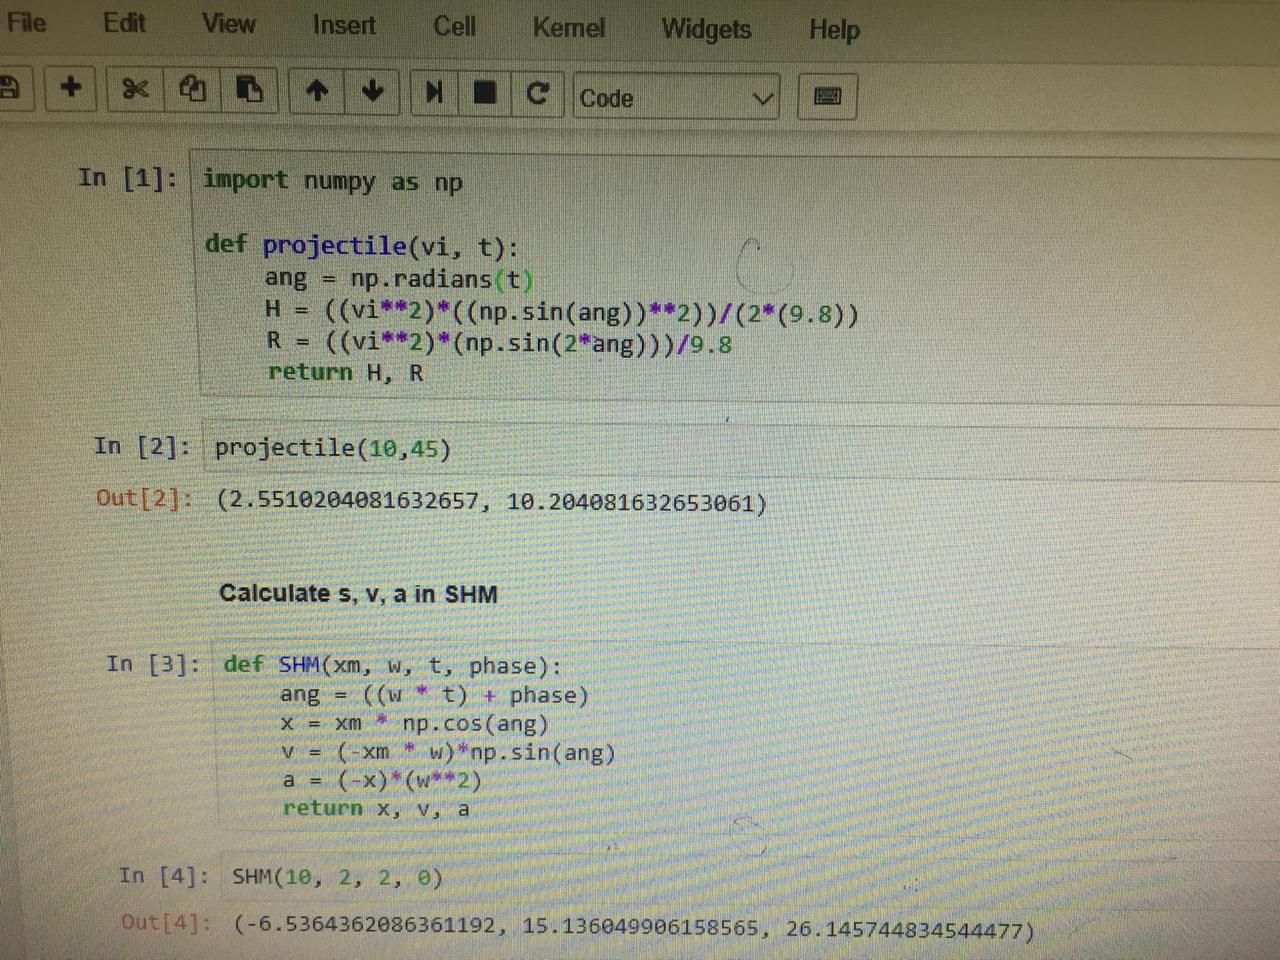 File Edit View Insert Cell Kernel Widgets Help
Code
In [1]: import numpy as np
def projectile(vi, t):
ang = np.radians(t)
H = ((vi**2)*((np.sin(ang))**2))/(2*(9.8))
R = ((vi**2)*(np.sin(2*ang)))/9.8
return H, R
In [2]: projectile(10,45)
Out[2]: (2.5510204081632657, 10.204081632653061)
Calculate s, v, a in SHM
In [3]: def SHM(xm, w, t, phase):
ang = ((w * t) + phase)
x = xm * np.cos(ang)
v = (-xm * w)*np.sin(ang)
a = (-x)*(w**2)
return x, v, a
In [4]: SHM(10, 2, 2, 0)
Out[4]: (-6.5364362086361192, 15.136049906158565, 26.145744834544477)